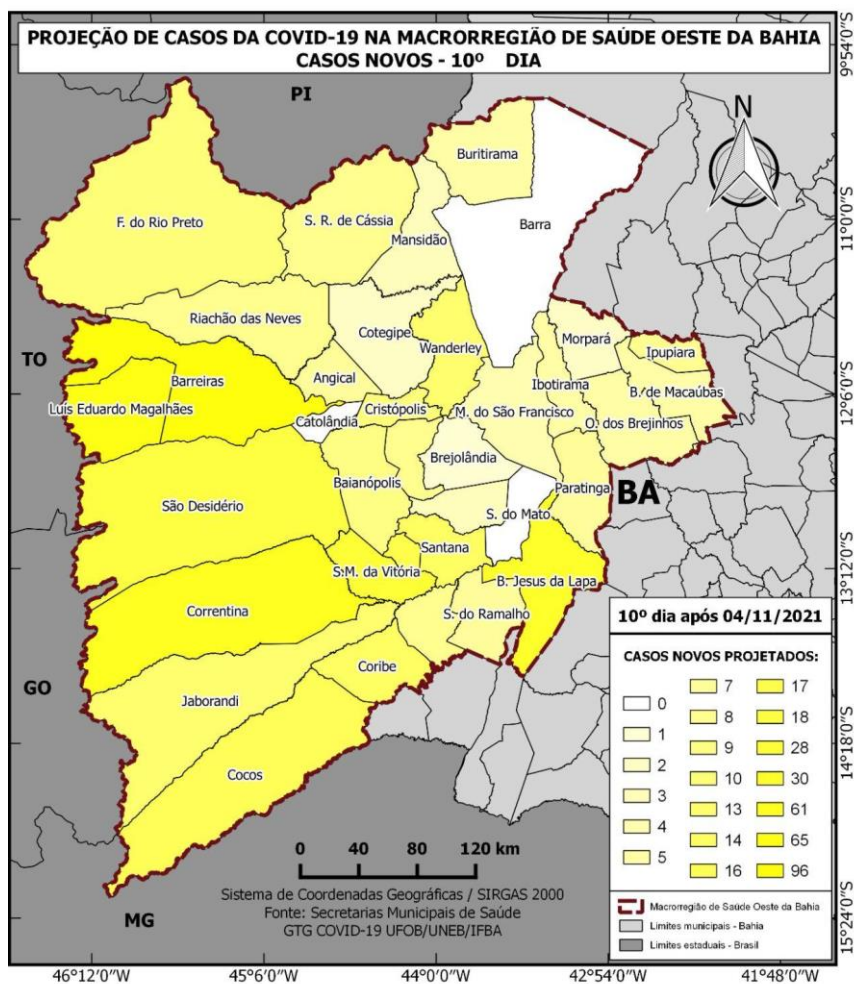 PROJEÇÃO DE CASOS DA COVID-19 NA MACRORREGIÃO DE SAÚDE OESTE DA BAHIA
CASOS NOVOS - 10º DIA
9°54'0"S
11°0'0"S
12°6'0"S
13°12'0"S
14°18'0"S
15°24'0"S
PI
N
Buritirama
F. do Rio Preto
S. R. de Cássia
Barra
Mansidão
Riachão das Neves
Cotegipe
Morpará
TO
Wanderley
Ipupiara
Barreiras
Angical
Ibotirama
B. de Macaúbas
Luís Eduardo Magalhães
Cristópolis
M. do São Francisco
Catolândia
O. dos Brejinhos
Brejolândia
Baianópolis
Paratinga
BA
São Desidério
S. do Mato
Santana
S.M. da Vitória
B. Jesus da Lapa
Correntina
S. do Ramalho
GO
Coribe
Jaborandi
Cocos
MG
10º dia após 04/11/2021
CASOS NOVOS PROJETADOS:
0
1
2
3
4
5
7
8
9
10
13
14
16
17
18
28
30
61
65
96
Macrorregião de Saúde Oeste da Bahia
Limites municipais - Bahia
Limites estaduais - Brasil
0 40 80 120 km
Sistema de Coordenadas Geográficas / SIRGAS 2000
Fonte: Secretarias Municipais de Saúde
GTG COVID-19 UFOB/UNEB/IFBA
46°12'0"W 45°6'0"W 44°0'0"W 42°54'0"W 41°48'0"W